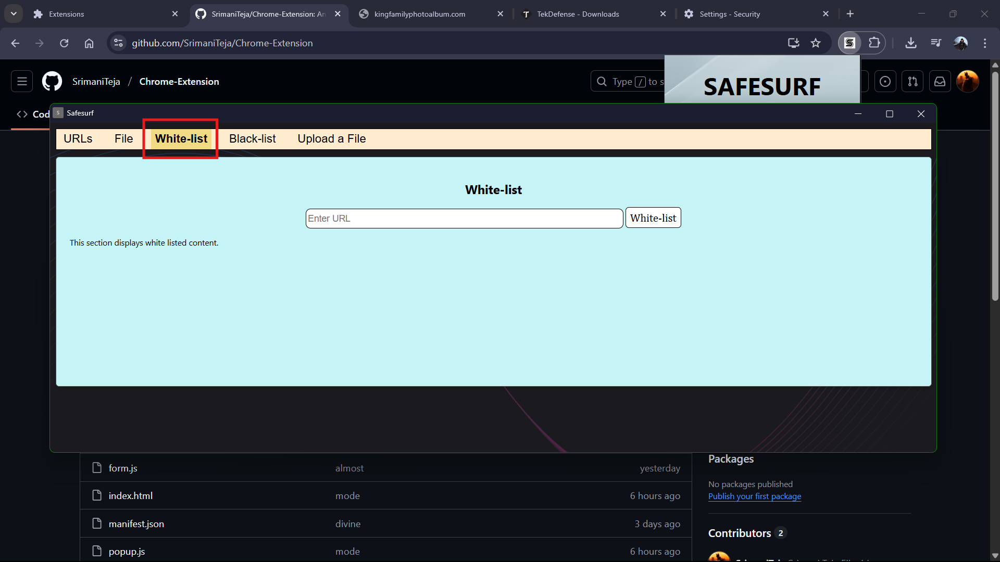 Extensions
SrimaniTeja/Chrome-Extension: An
kingfamilyphotoalbum.com
TekDefense - Downloads
Settings - Security
github.com/SrimaniTeja/Chrome-Extension
SrimaniTeja / Chrome-Extension
Type / to s
SAFESURF
Cod
S Safesurf
URLs File White-list Black-list Upload a File
White-list
Enter URL White-list
This section displays white listed content.
form.js almost yesterday
index.html mode 6 hours ago
manifest.json divine 3 days ago
popup.js mode 6 hours ago
Packages
No packages published
Publish your first package
Contributors 2